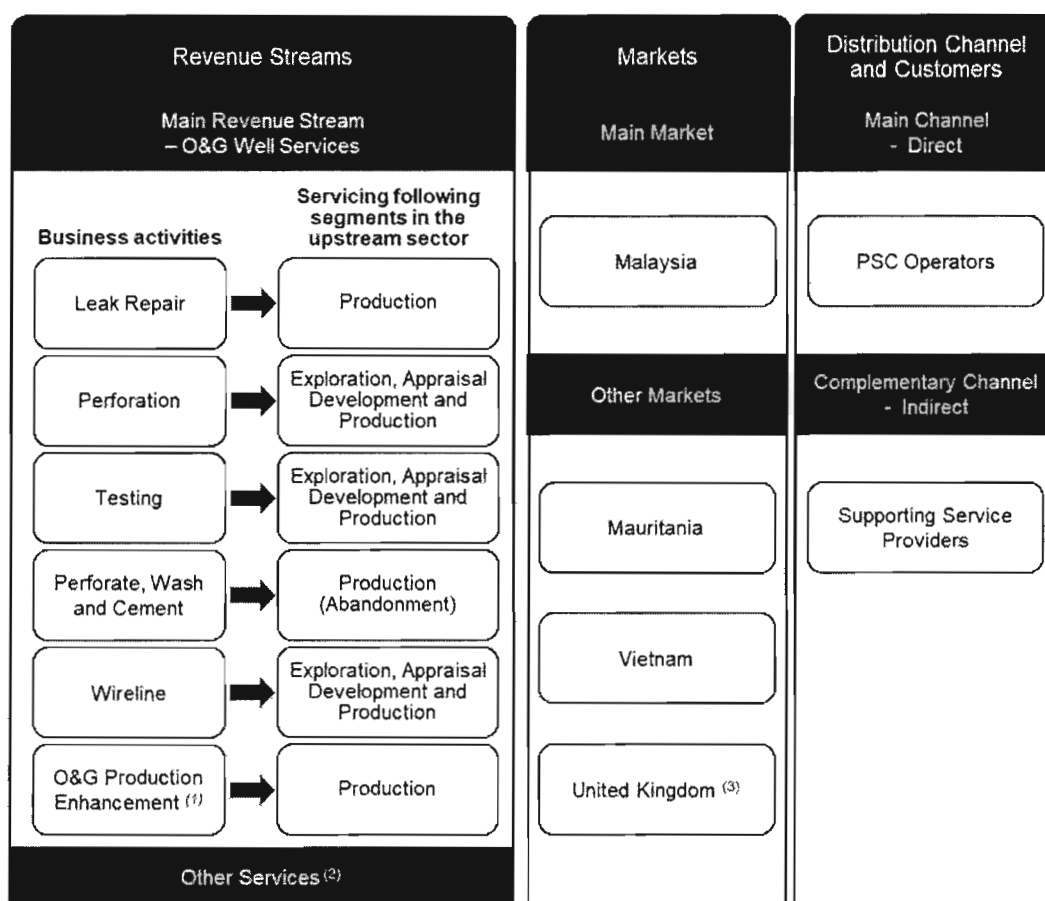 Revenue Streams
Main Revenue Stream
– O&G Well Services
Business activities
Servicing following
segments in the
upstream sector
Leak Repair
Production
Perforation
Exploration, Appraisal
Development and
Production
Testing
Exploration, Appraisal
Development and
Production
Perforate, Wash
and Cement
Production
(Abandonment)
Wireline
Exploration, Appraisal
Development and
Production
O&G Production
Enhancement (1)
Production
Other Services (2)
Markets
Main Market
Malaysia
Other Markets
Mauritania
Vietnam
United Kingdom (3)
Distribution Channel
and Customers
Main Channel
- Direct
PSC Operators
Complementary Channel
- Indirect
Supporting Service
Providers